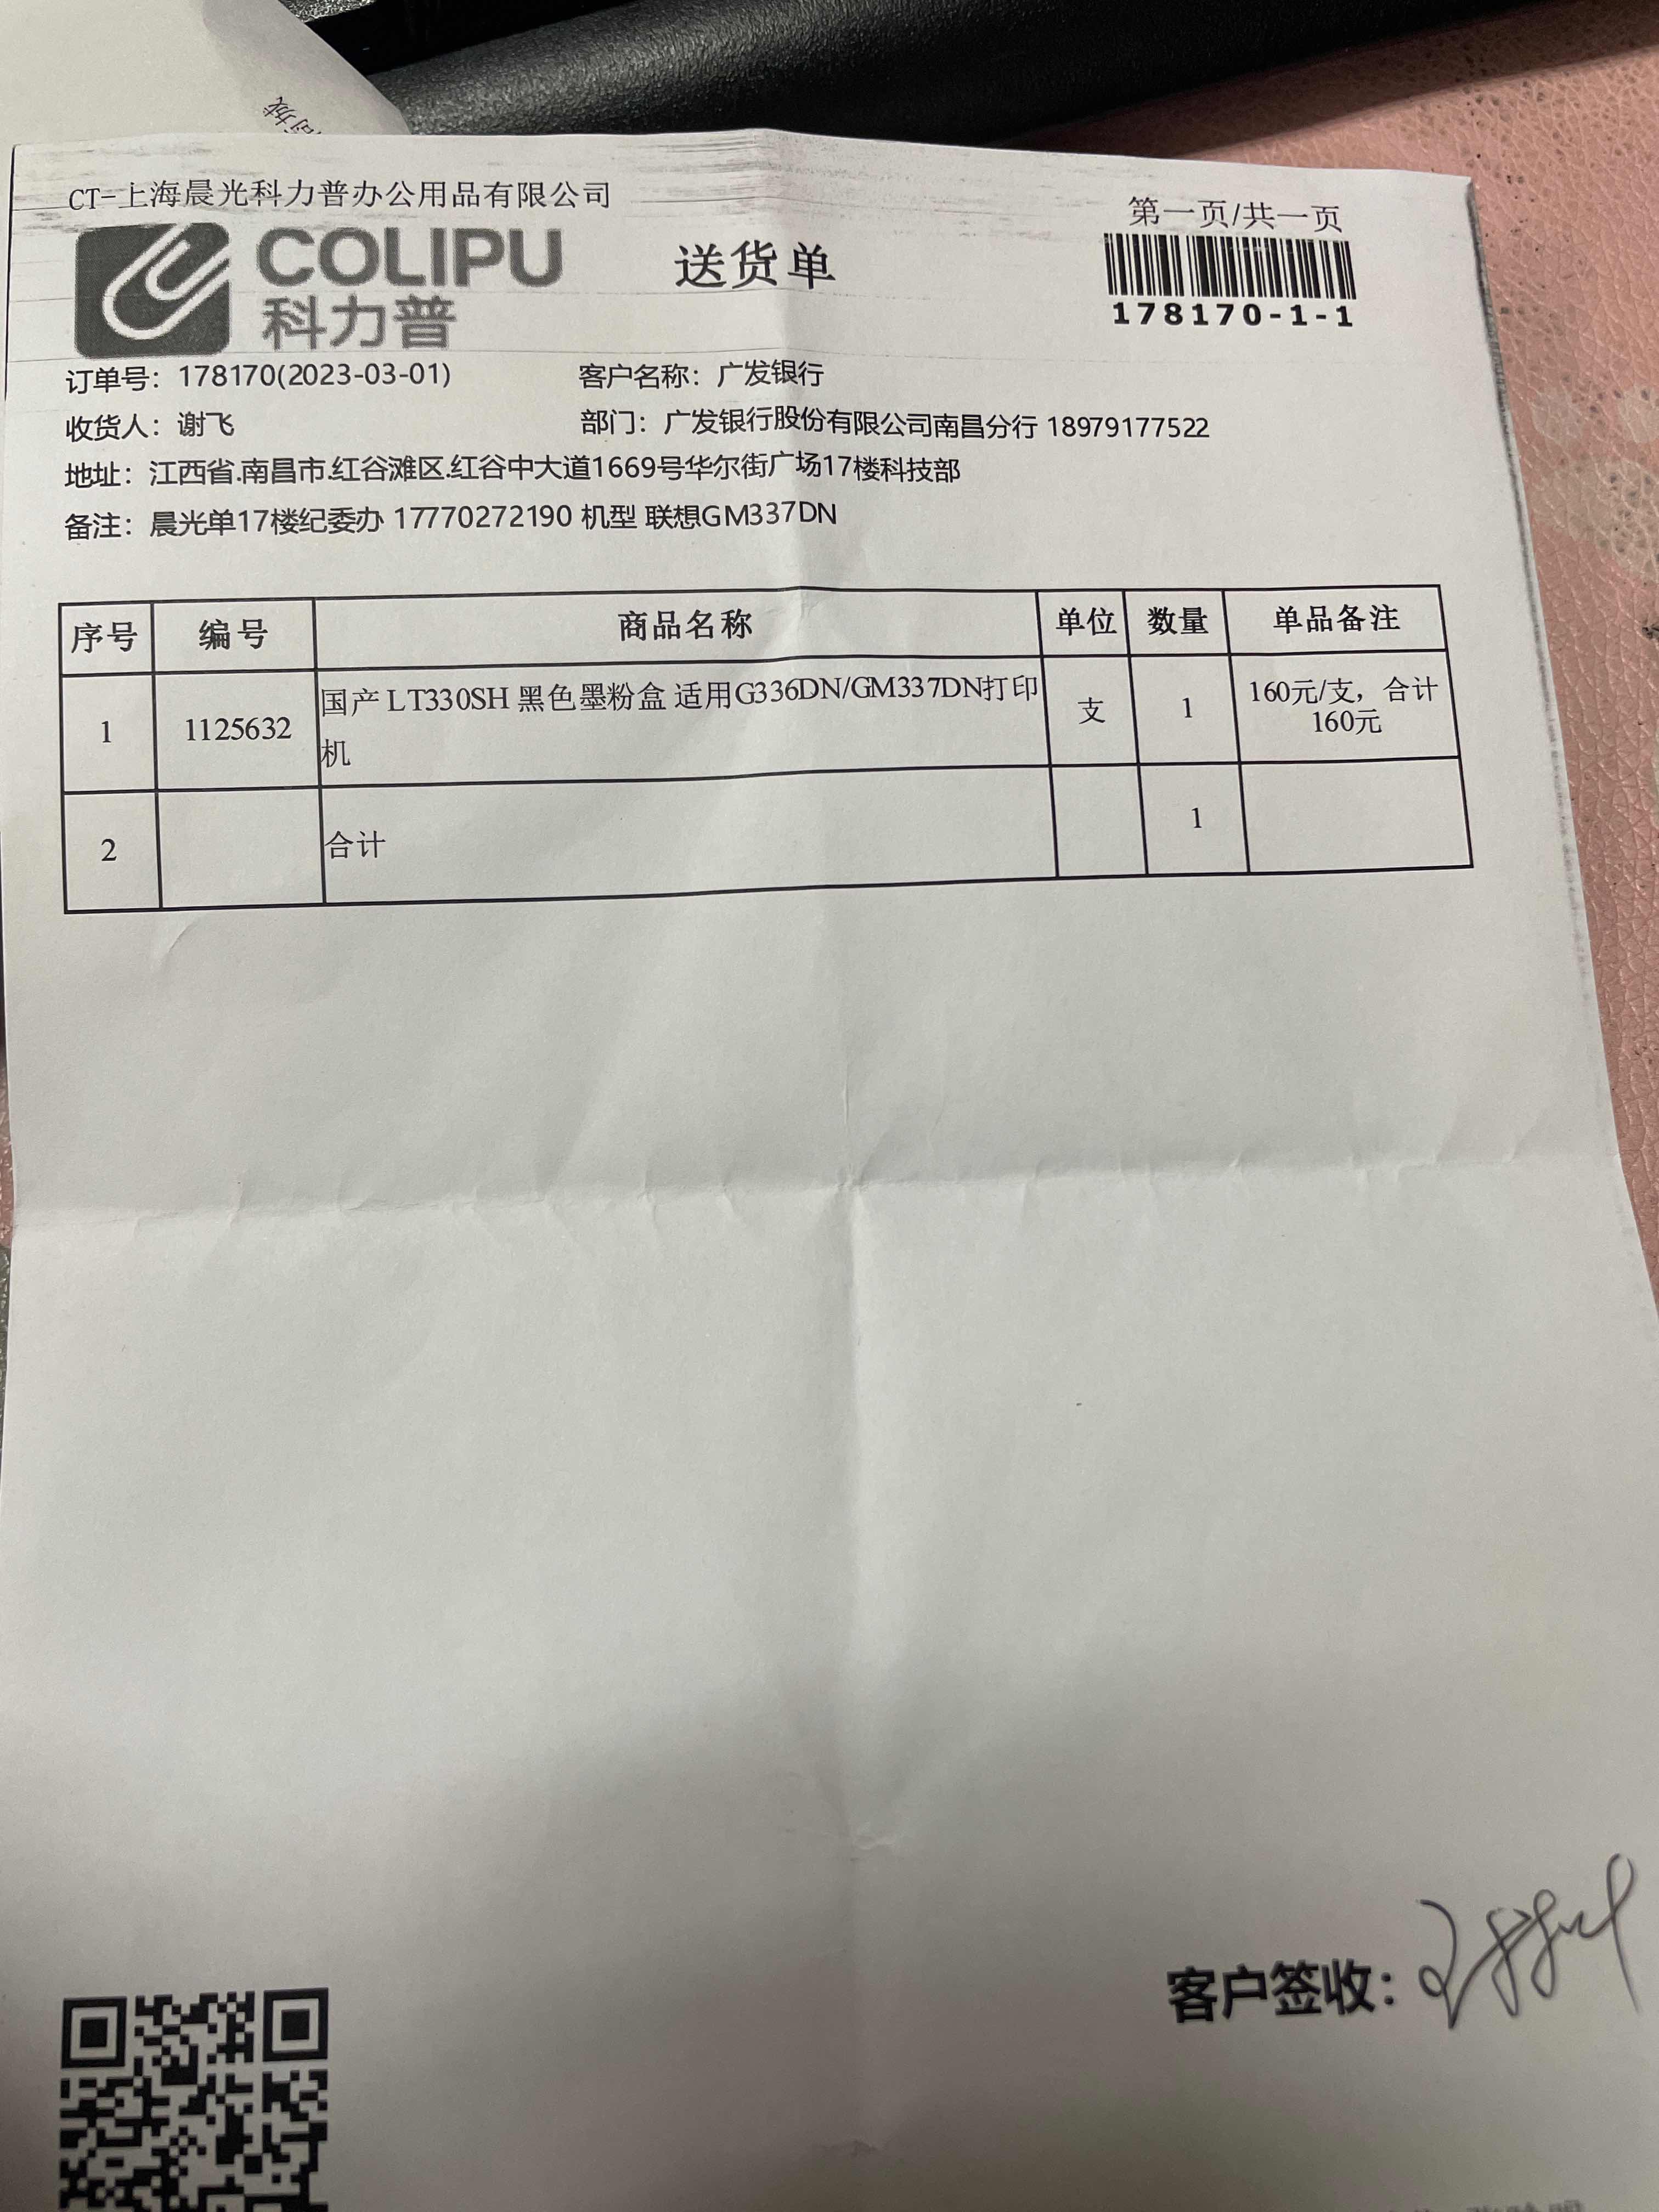 CT-上海晨光科力普办公用品有限公司
第一页/共一页
COLIPU
科力普
送货单
178170-1-1
订单号：178170(2023-03-01)
客户名称：广发银行
收货人：谢飞
部门：广发银行股份有限公司南昌分行 18979177522
地址：江西省.南昌市.红谷滩区.红谷中大道1669号华尔街广场17楼科技部
备注：晨光单17楼纪委办 17770272190 机型 联想GM337DN
序号 编号 商品名称 单位 数量 单品备注
1 1125632 国产 LT330SH 黑色墨粉盒 适用G336DN/GM337DN打印机 支 1 160元/支，合计160元
2 合计 1
客户签收：